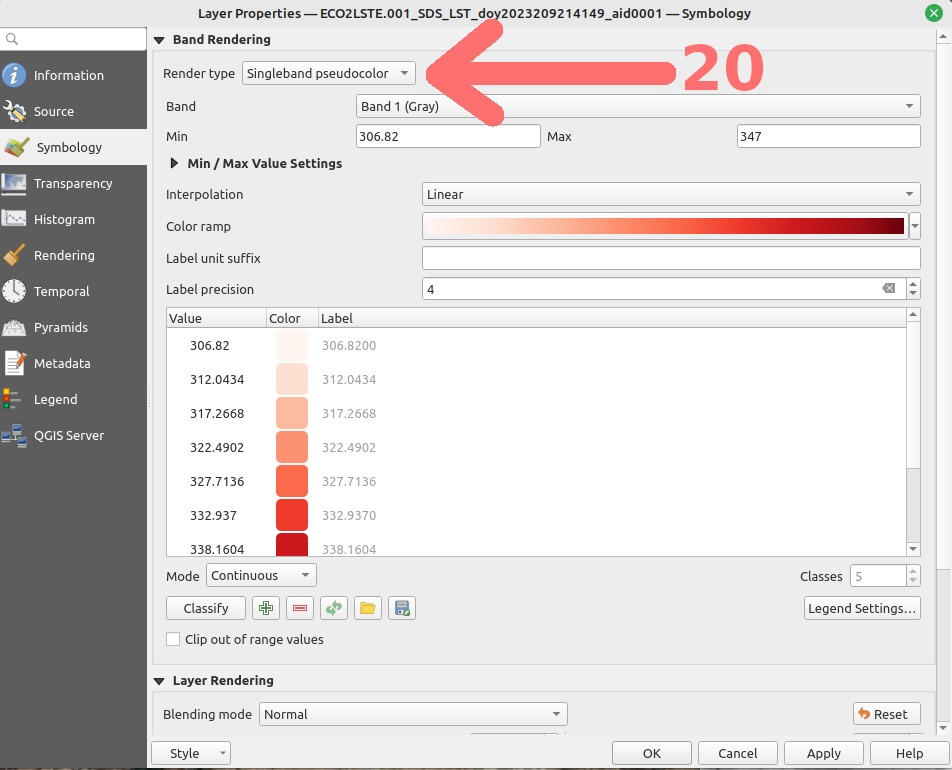 Layer Properties — ECO2LSTE.001_SDS_LST_doy2023209214149_aid0001 — Symbology
Information
Source
Symbology
Transparency
Histogram
Rendering
Temporal
Pyramids
Metadata
Legend
QGIS Server
Band Rendering
Render type Singleband pseudocolor
20
Band Band 1 (Gray)
Min 306.82 Max 347
Min / Max Value Settings
Interpolation Linear
Color ramp
Label unit suffix
Label precision 4
Value Color Label
306.82 306.8200
312.0434 312.0434
317.2668 317.2668
322.4902 322.4902
327.7136 327.7136
332.937 332.9370
338.1604 338.1604
Mode Continuous Classes 5
Classify Legend Settings...
Clip out of range values
Layer Rendering
Blending mode Normal Reset
Style OK Cancel Apply Help